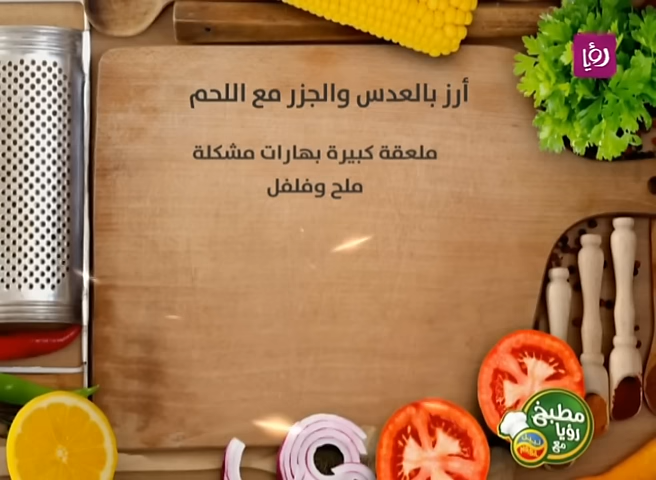 رؤيا
أرز بالعدس والجزر مع اللحم
ملعقة كبيرة بهارات مشكلة
ملح وفلفل
مطبخ
رؤيا
مع